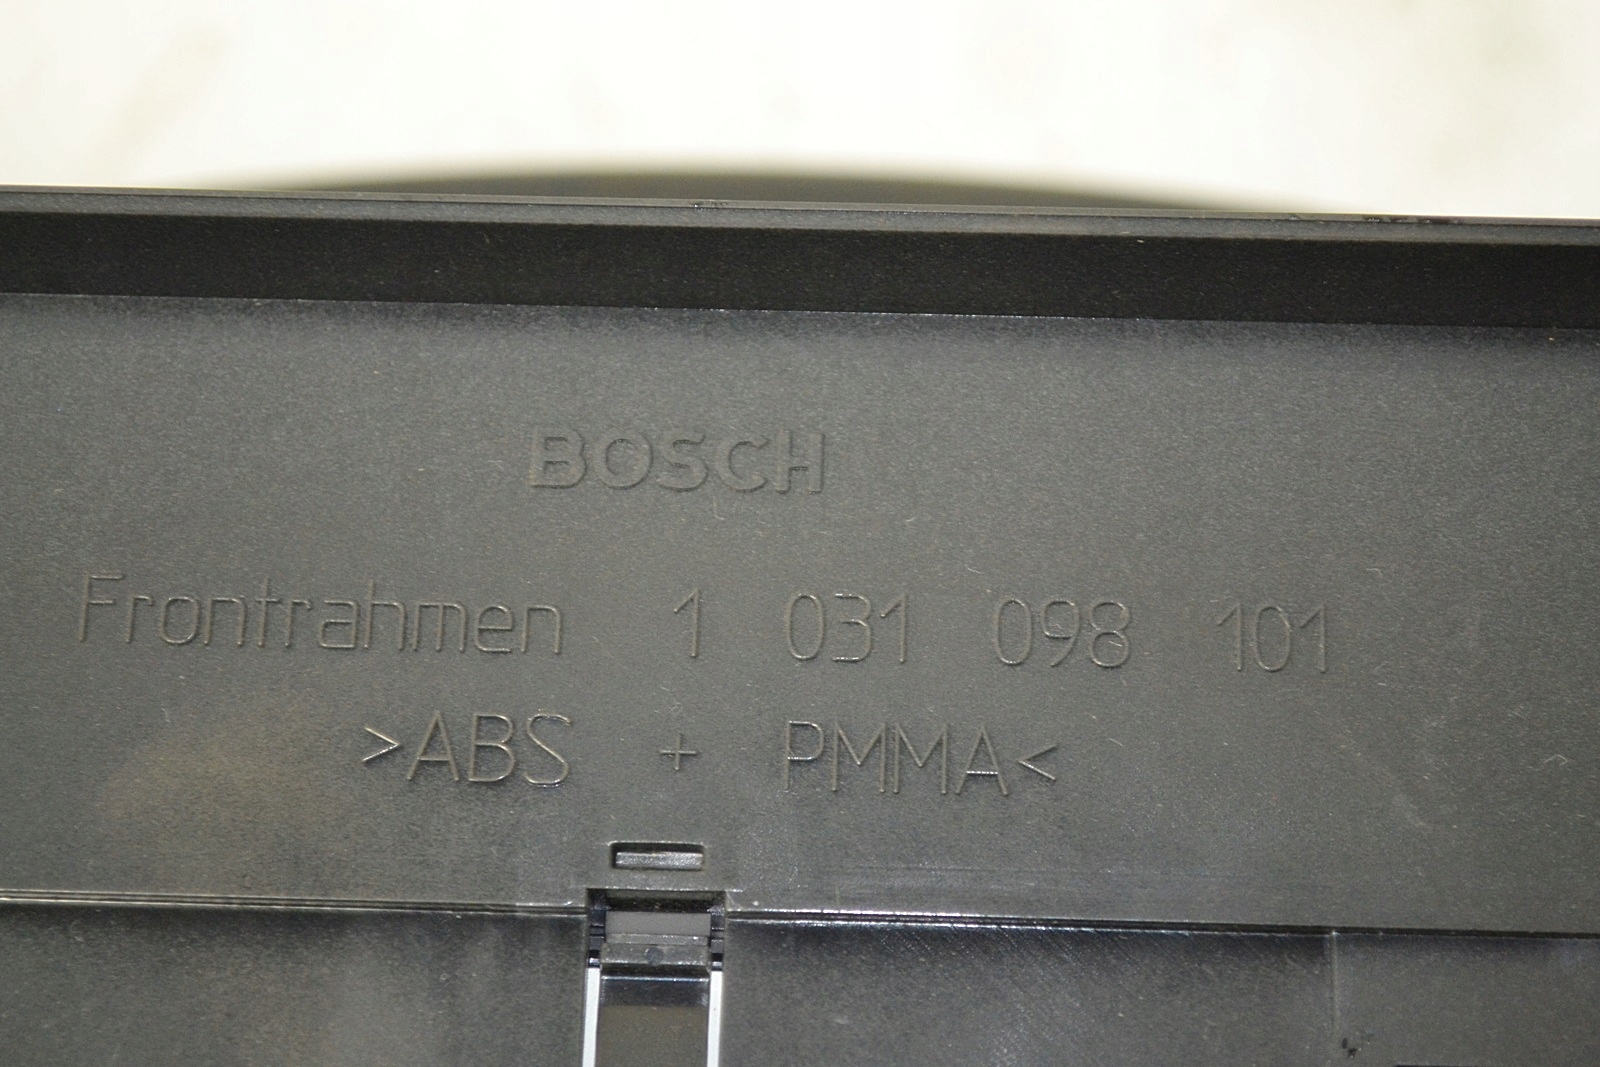 BOSCH
Frontrahmen 1 031 098 101
>ABS + PMMA<